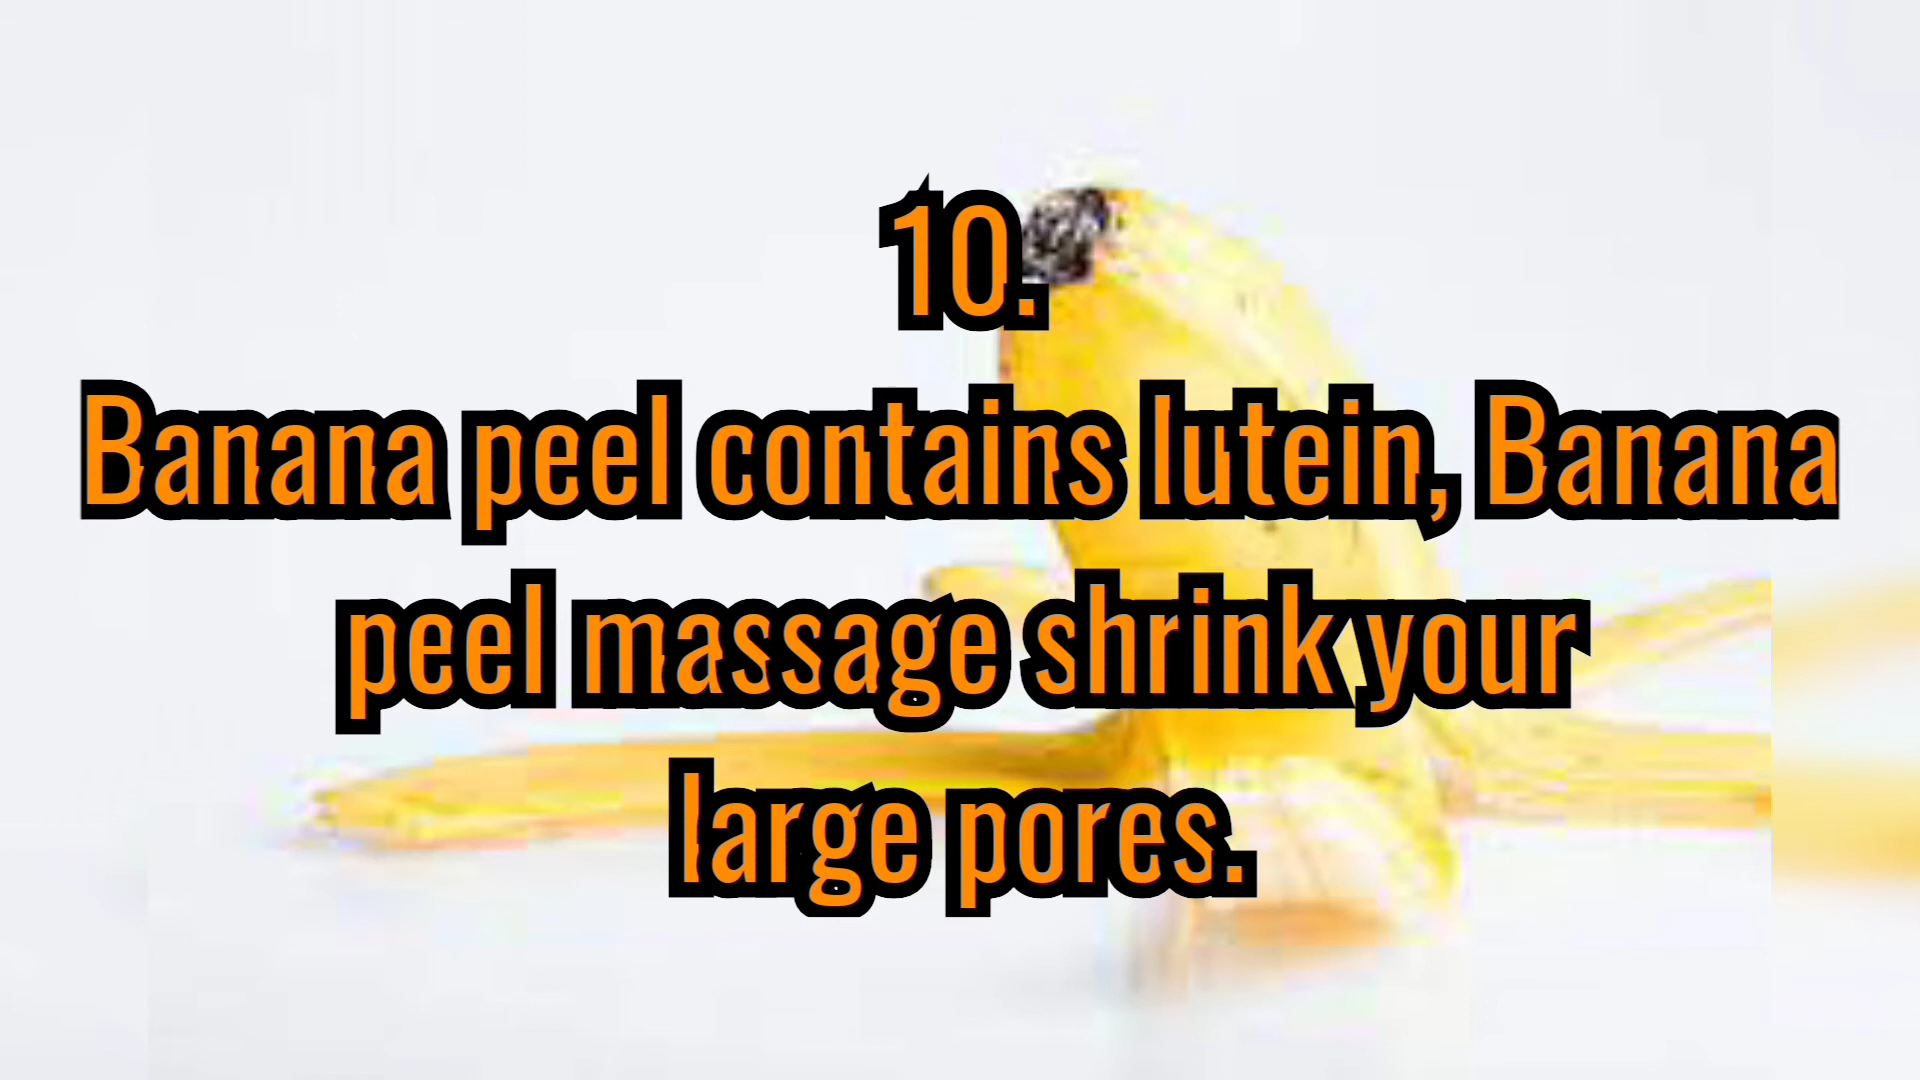 10.
Banana peel contains lutein, Banana
peel massage shrink your
large pores.